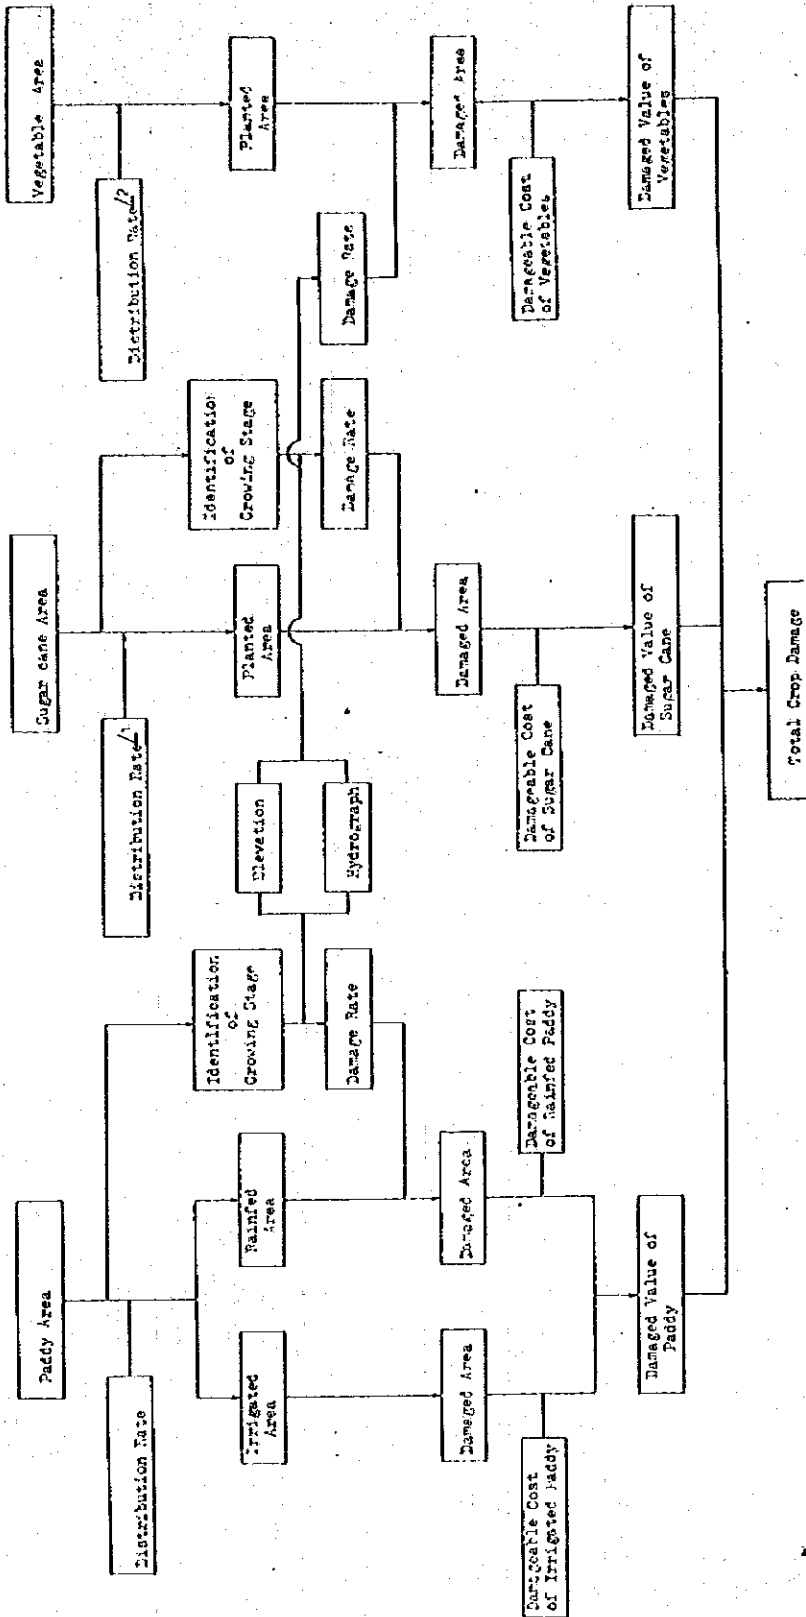 Paddy Area
Sugar cane Area
Vegetable Area
Distribution Rate
Distribution Rate/1
Distribution Rate/2
Identification
of
Growing Stage
Identification
of
Growing Stage
Irrigated
Area
Rainfed
Area
Elevation
Planted
Area
Planted
Area
Damage Rate
Hydrograph
Damage Rate
Damage Rate
Damaged Area
Damaged Area
Damaged Area
Damaged Area
Damageable Cost
of Irrigated Paddy
Damageable Cost
of Rainfed Paddy
Damageable Cost
of Sugar Cane
Damageable Cost
of Vegetables
Damaged Value of
Paddy
Damaged Value of
Sugar Cane
Damaged Value of
Vegetables
Total Crop Damage